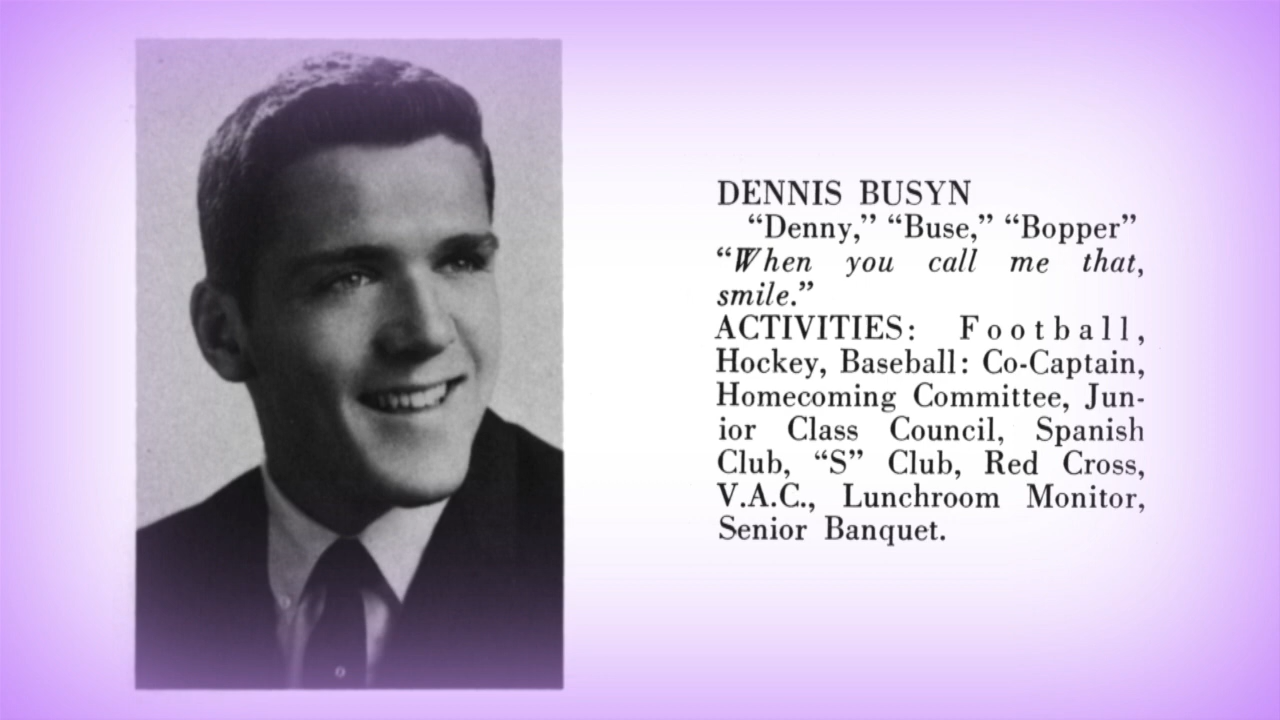 DENNIS BUSYN
“Denny,” “Buse,” “Bopper”
“When you call me that,
smile.”
ACTIVITIES: Football,
Hockey, Baseball: Co-Captain,
Homecoming Committee, Jun-
ior Class Council, Spanish
Club, “S” Club, Red Cross,
V.A.C., Lunchroom Monitor,
Senior Banquet.